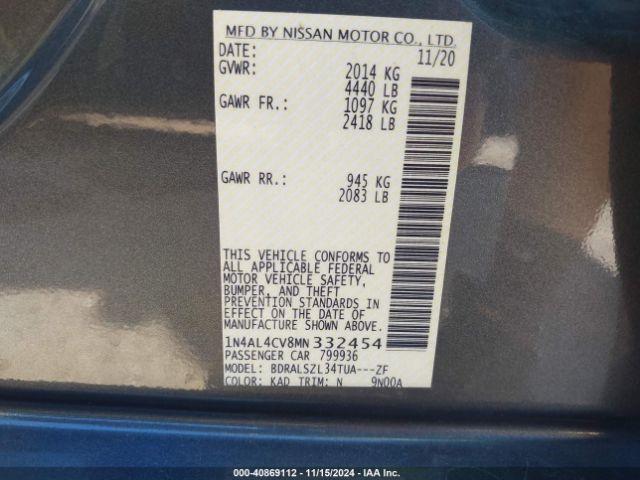 MFD BY NISSAN MOTOR CO., LTD.
DATE: 11/20
GVWR: 2014 KG
4440 LB
GAWR FR.: 1097 KG
2418 LB
GAWR RR.: 945 KG
2083 LB
THIS VEHICLE CONFORMS TO
ALL APPLICABLE FEDERAL
MOTOR VEHICLE SAFETY,
BUMPER, AND THEFT
PREVENTION STANDARDS IN
EFFECT ON THE DATE OF
MANUFACTURE SHOWN ABOVE.
1N4AL4CV8MN 332454
PASSENGER CAR 799936
MODEL: BDRALSZL34TUA---ZF
COLOR: KAD TRIM: N 9N00A
000-40869112 - 11/15/2024 - IAA Inc.